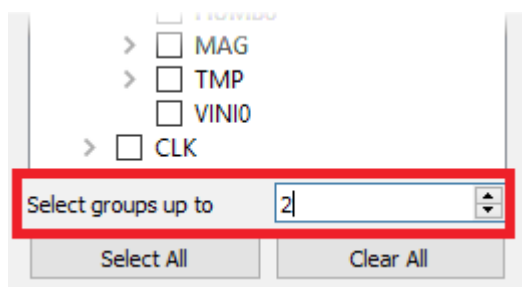 MAG
TMP
VINI0
CLK
Select groups up to 2
Select All Clear All